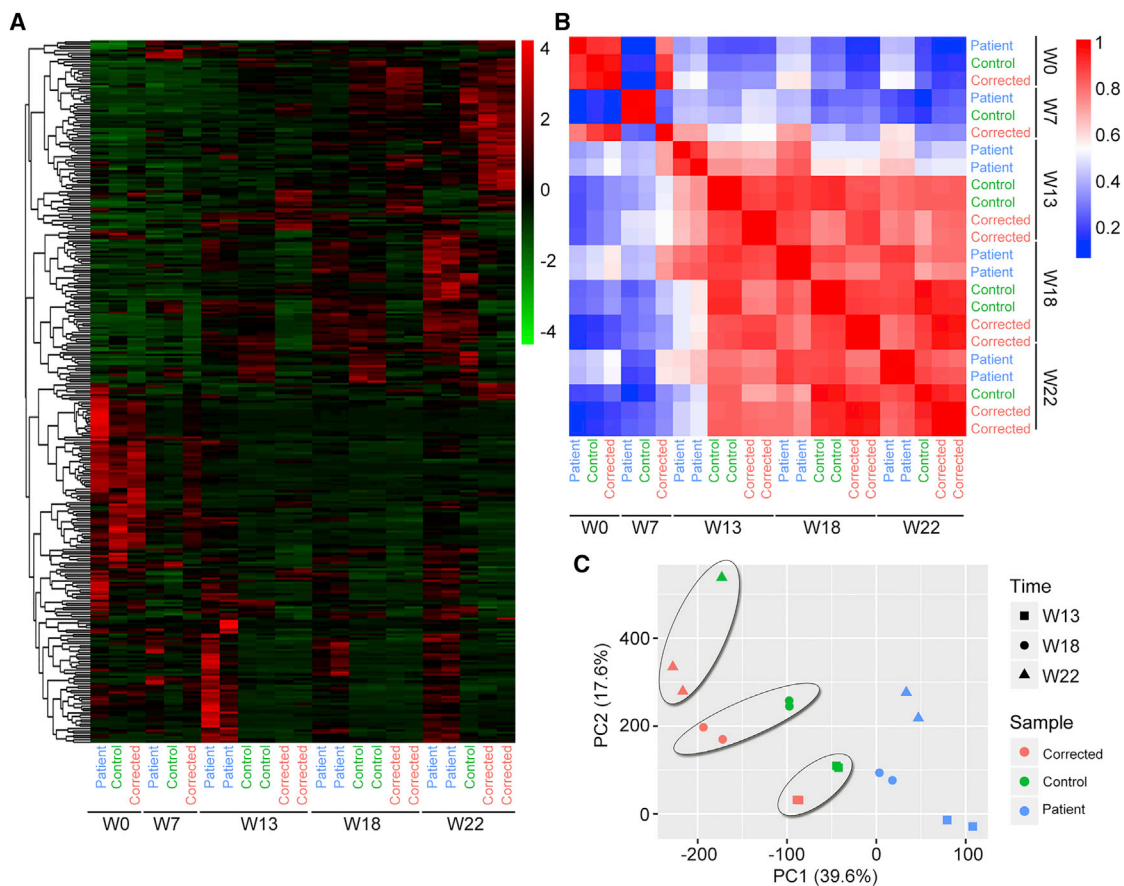 A
4
2
0
-2
-4
Patient
Control
Corrected
Patient
Control
Corrected
Patient
Patient
Control
Control
Corrected
Corrected
Patient
Patient
Control
Control
Corrected
Corrected
Patient
Patient
Control
Corrected
Corrected
W0
W7
W13
W18
W22
B
Patient
Control
Corrected
Patient
Control
Corrected
Patient
Patient
Control
Control
Corrected
Corrected
Patient
Patient
Control
Control
Corrected
Corrected
Patient
Patient
Control
Corrected
Corrected
W0
W7
W13
W18
W22
1
0.8
0.6
0.4
0.2
Patient
Control
Corrected
Patient
Control
Corrected
Patient
Patient
Control
Control
Corrected
Corrected
Patient
Patient
Control
Control
Corrected
Corrected
Patient
Patient
Control
Corrected
Corrected
W0
W7
W13
W18
W22
C
PC2 (17.6%)
400
200
0
-200
-100
0
100
PC1 (39.6%)
Time
W13
W18
W22
Sample
Corrected
Control
Patient